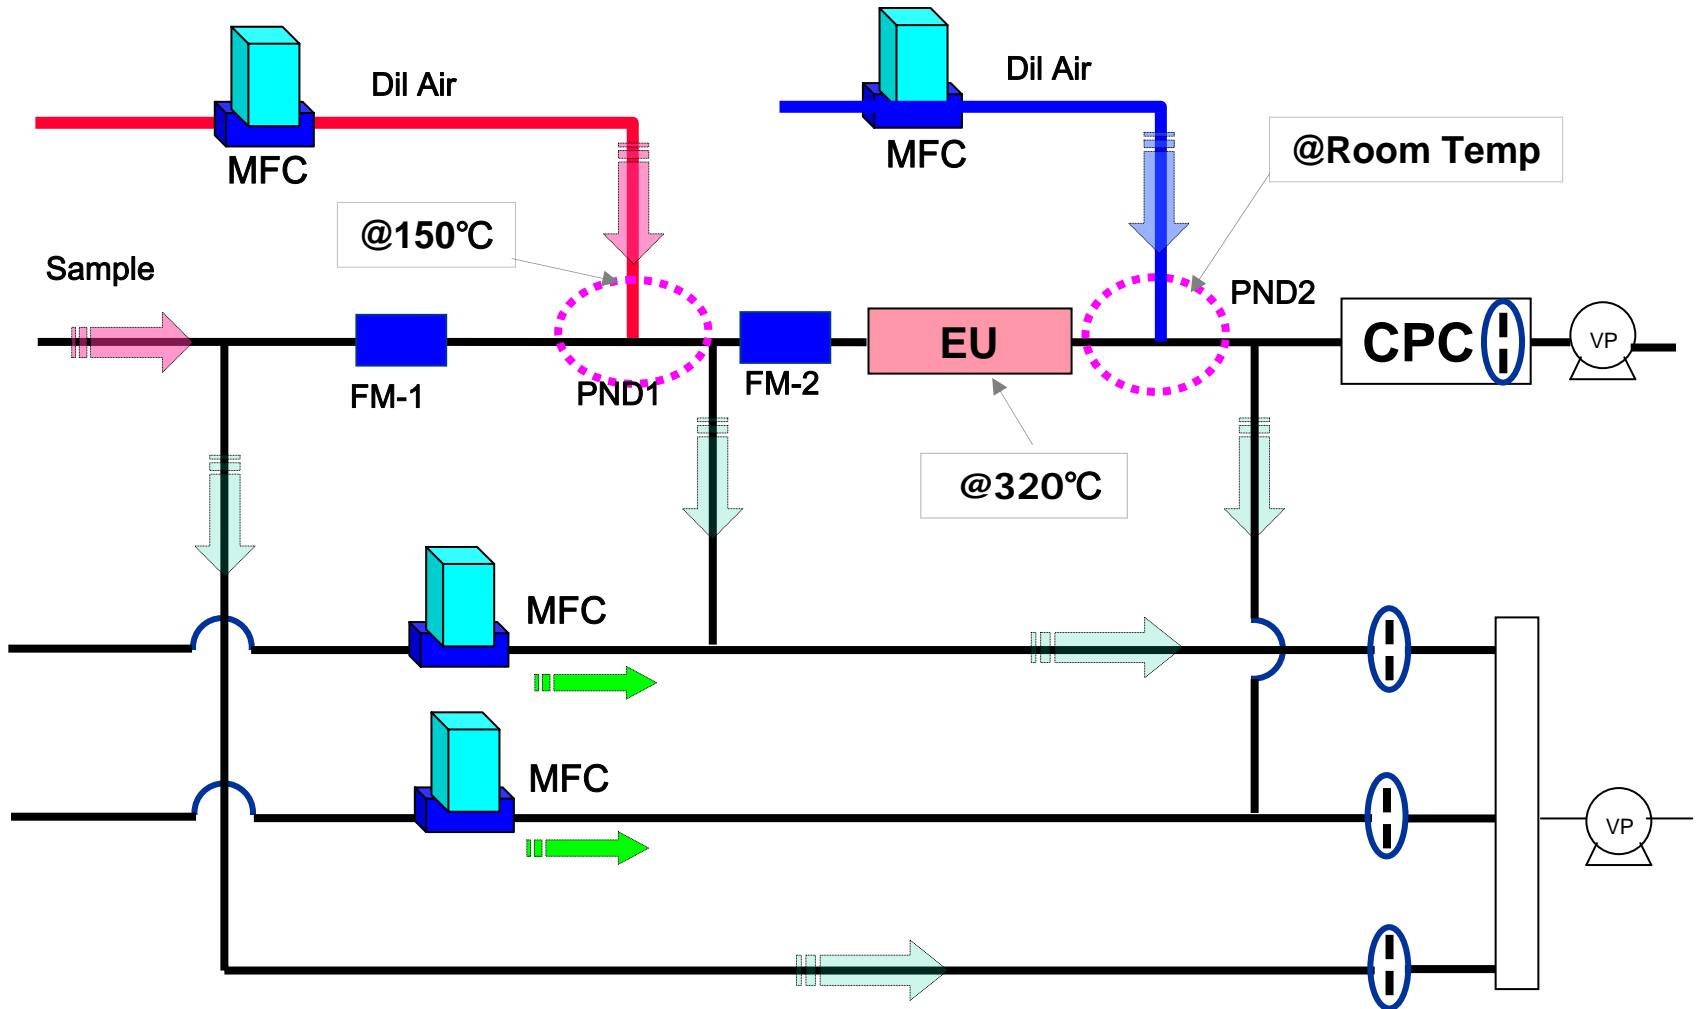 Dil Air
MFC
Dil Air
MFC
@Room Temp
@150℃
Sample
PND2
EU
CPC
VP
FM-1
PND1
FM-2
@320℃
MFC
MFC
VP